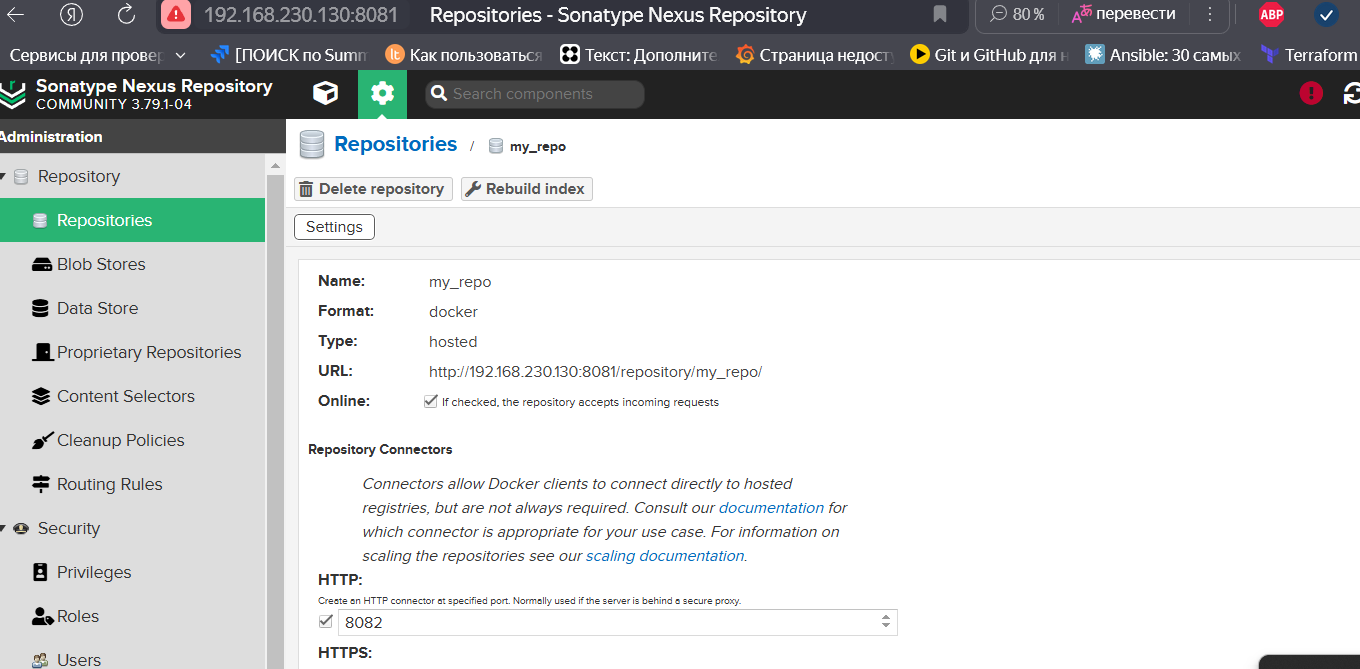 192.168.230.130:8081 Repositories - Sonatype Nexus Repository 80 % перевести ABP
Сервисы для провер [ПОИСК по Summ Как пользоваться Текст: Дополните Страница недосту Git и GitHub для н Ansible: 30 самых Terraform
Sonatype Nexus Repository
COMMUNITY 3.79.1-04
Search components
Administration
Repository
Repositories
Blob Stores
Data Store
Proprietary Repositories
Content Selectors
Cleanup Policies
Routing Rules
Security
Privileges
Roles
Users
Repositories / my_repo
Delete repository Rebuild index
Settings
Name: my_repo
Format: docker
Type: hosted
URL: http://192.168.230.130:8081/repository/my_repo/
Online: If checked, the repository accepts incoming requests
Repository Connectors
Connectors allow Docker clients to connect directly to hosted
registries, but are not always required. Consult our documentation for
which connector is appropriate for your use case. For information on
scaling the repositories see our scaling documentation.
HTTP:
Create an HTTP connector at specified port. Normally used if the server is behind a secure proxy.
8082
HTTPS: